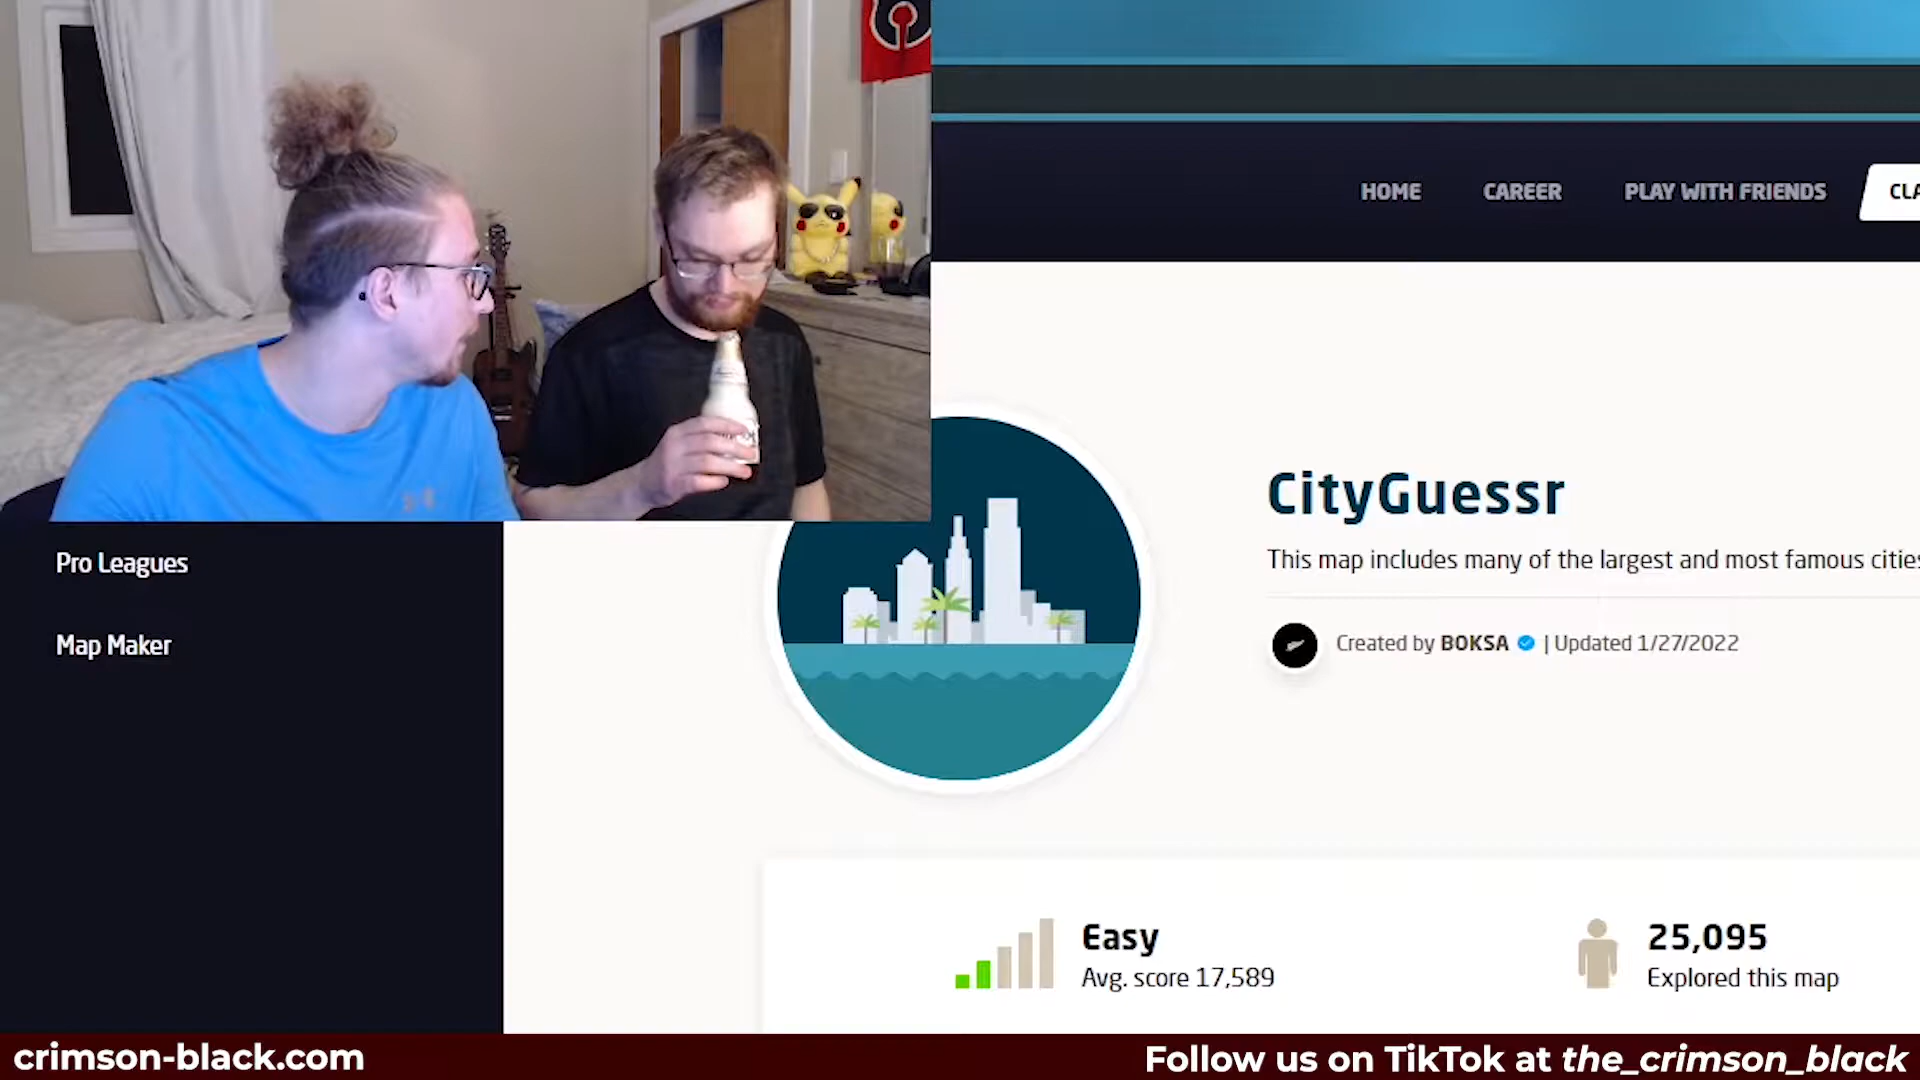 HOME CAREER PLAY WITH FRIENDS
CityGuessr
This map includes many of the largest and most famous cities
Created by BOKSA | Updated 1/27/2022
Pro Leagues
Map Maker
Easy
Avg. score 17,589
25,095
Explored this map
crimson-black.com
Follow us on TikTok at the_crimson_black